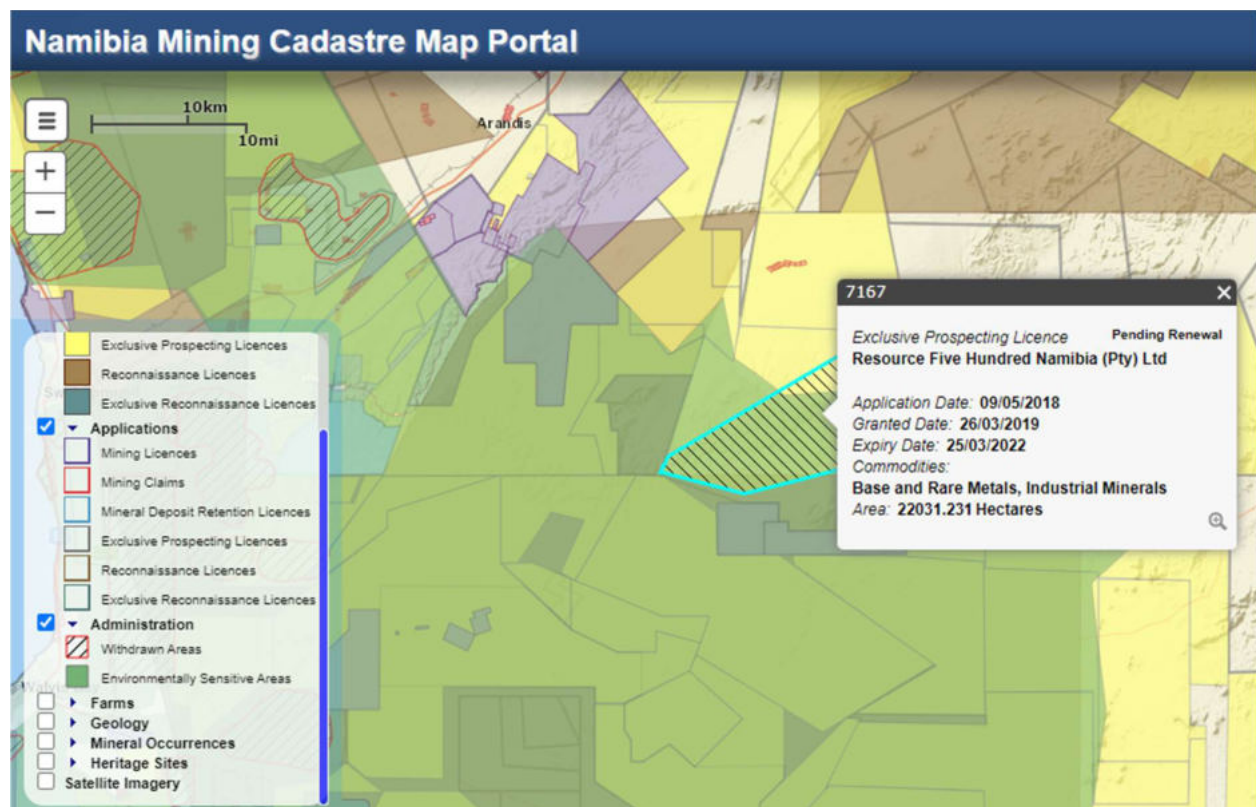 Namibia Mining Cadastre Map Portal
10km
10mi
Arandis
7167
Exclusive Prospecting Licence Pending Renewal
Resource Five Hundred Namibia (Pty) Ltd
Application Date: 09/05/2018
Granted Date: 26/03/2019
Expiry Date: 25/03/2022
Commodities:
Base and Rare Metals, Industrial Minerals
Area: 22031.231 Hectares
Exclusive Prospecting Licences
Reconnaissance Licences
Exclusive Reconnaissance Licences
Applications
Mining Licences
Mining Claims
Mineral Deposit Retention Licences
Exclusive Prospecting Licences
Reconnaissance Licences
Exclusive Reconnaissance Licences
Administration
Withdrawn Areas
Environmentally Sensitive Areas
Farms
Geology
Mineral Occurrences
Heritage Sites
Satellite Imagery